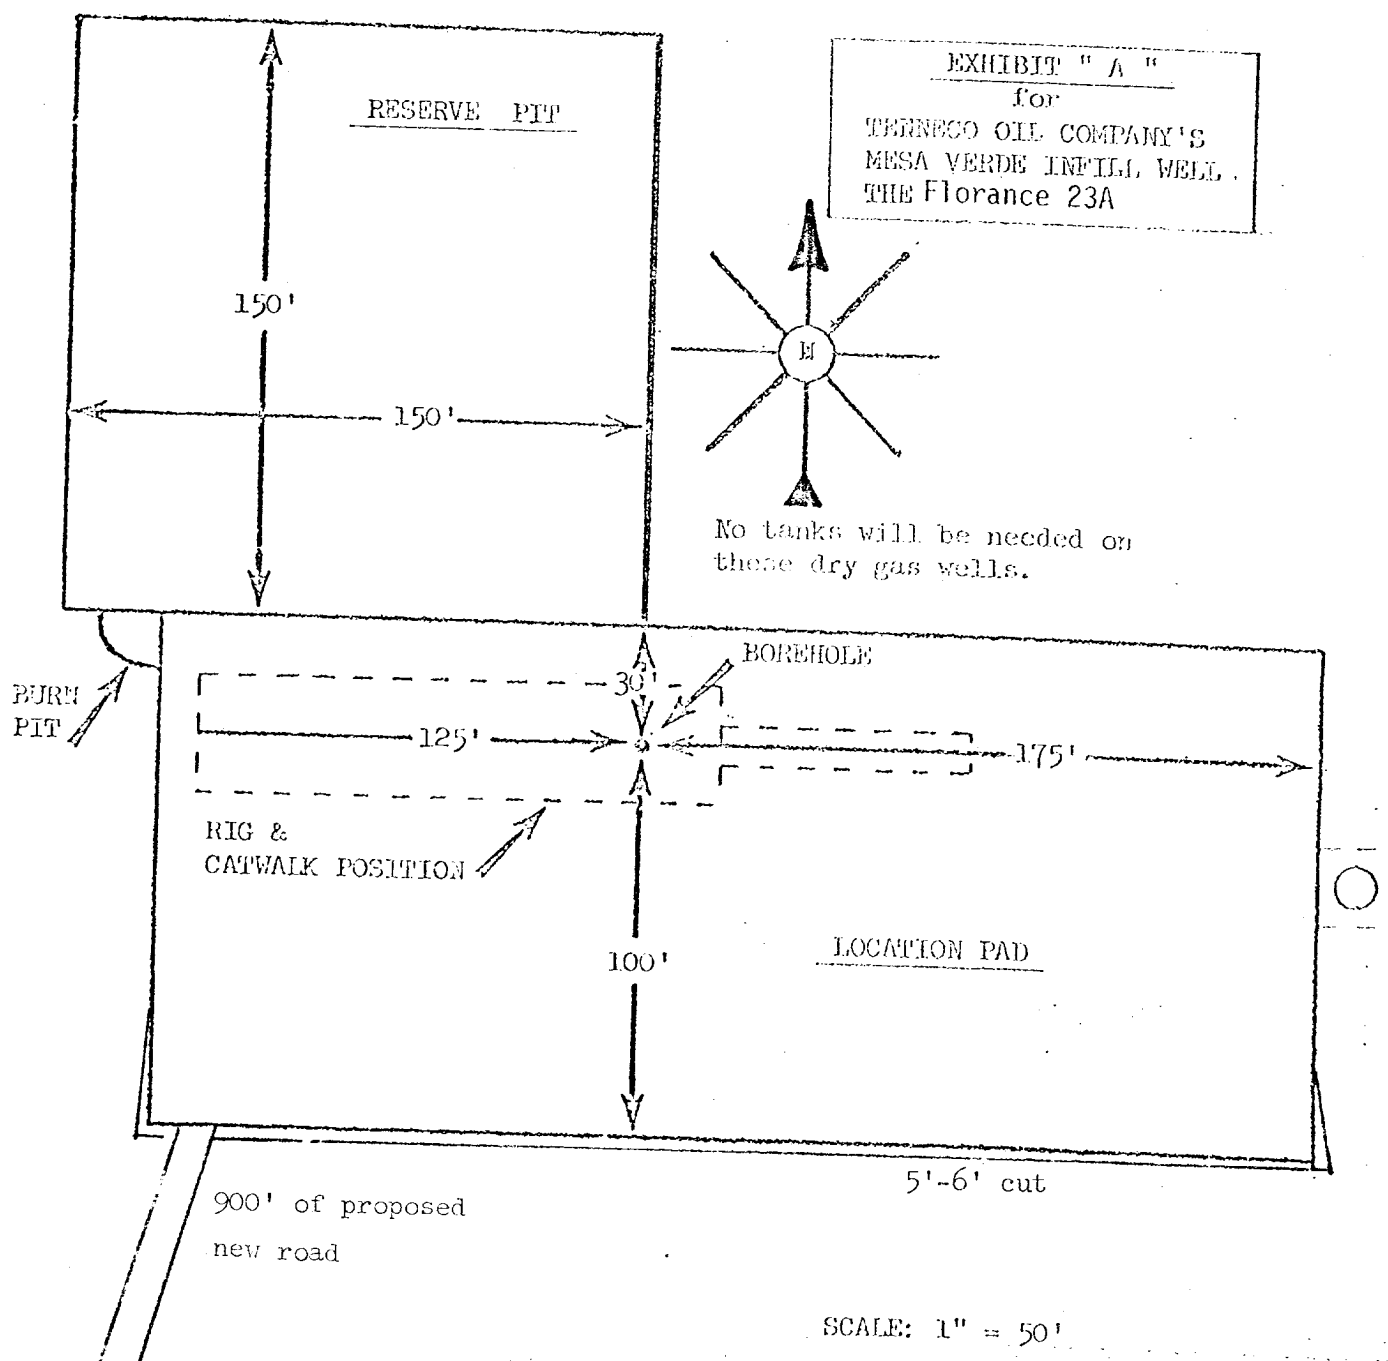 EXHIBIT " A "
for
TENNECO OIL COMPANY'S
MESA VERDE INFILL WELL.
THE Florance 23A
RESERVE PIT
150'
150'
N
No tanks will be needed on
these dry gas wells.
BURN
PIT
BOREHOLE
30'
125'
175'
RIG &
CATWALK POSITION
100'
LOCATION PAD
5'-6' cut
900' of proposed
new road
SCALE: 1" = 50'